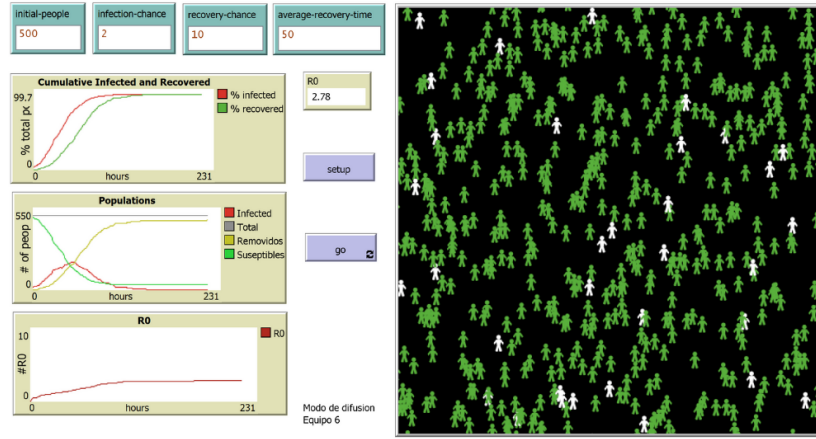 initial-people
500
infection-chance
2
recovery-chance
10
average-recovery-time
50
Cumulative Infected and Recovered
99.7
% total pc
0
0
hours
231
% infected
% recovered
R0
2.78
setup
Populations
550
# of peop
0
0
hours
231
Infected
Total
Removidos
Suseptibles
go
R0
10
#R0
0
0
hours
231
R0
Modo de difusion
Equipo 6